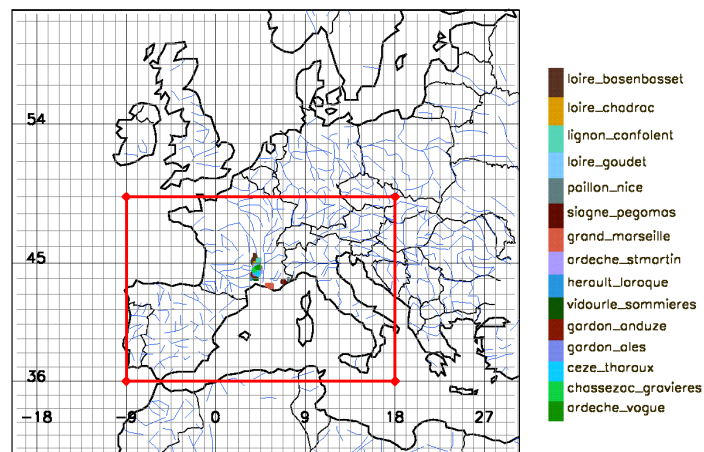 54
45
36
-18 -9 0 9 18 27
loire_basenbasset
loire_chadrac
lignon_confolent
loire_goudet
paillon_nice
siagne_pegomas
grand_marseille
ardeche_stmartin
herault_laroque
vidourle_sommieres
gardon_anduze
gardon_ales
ceze_tharaux
chassezac_gravieres
ardeche_vogue